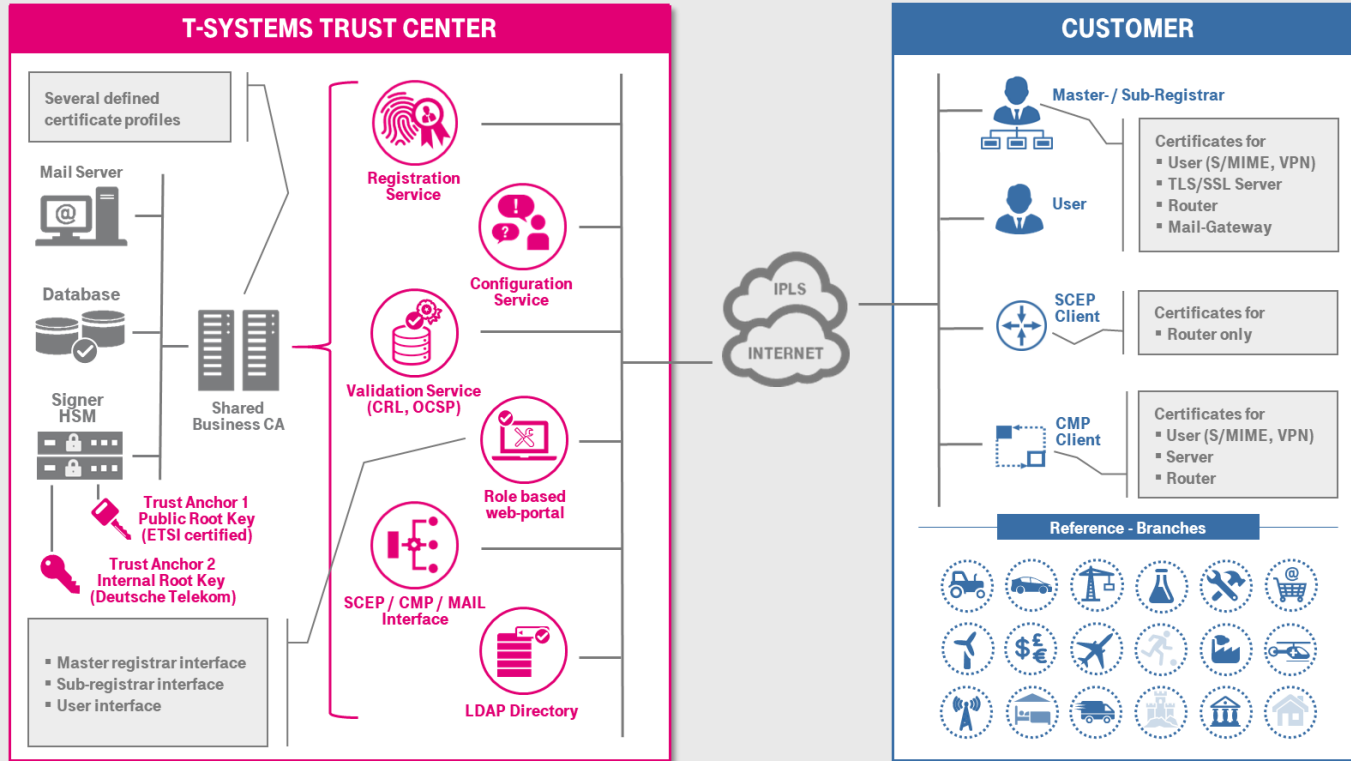 T-SYSTEMS TRUST CENTER
Several defined
certificate profiles
Mail Server
@
Database
Signer
HSM
Shared
Business CA
Trust Anchor 1
Public Root Key
(ETSI certified)
Trust Anchor 2
Internal Root Key
(Deutsche Telekom)
▪ Master registrar interface
▪ Sub-registrar interface
▪ User interface
Registration
Service
!
?
Configuration
Service
Validation Service
(CRL, OCSP)
Role based
web-portal
SCEP / CMP / MAIL
Interface
LDAP Directory
IPLS
INTERNET
CUSTOMER
Master- / Sub-Registrar
Certificates for
▪ User (S/MIME, VPN)
▪ TLS/SSL Server
▪ Router
▪ Mail-Gateway
User
SCEP
Client
Certificates for
▪ Router only
CMP
Client
Certificates for
▪ User (S/MIME, VPN)
▪ Server
▪ Router
Reference - Branches
@
$£
€